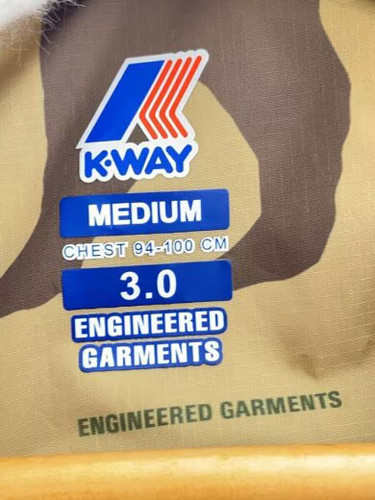 K·WAY
MEDIUM
CHEST 94-100 CM
3.0
ENGINEERED
GARMENTS
ENGINEERED GARMENTS